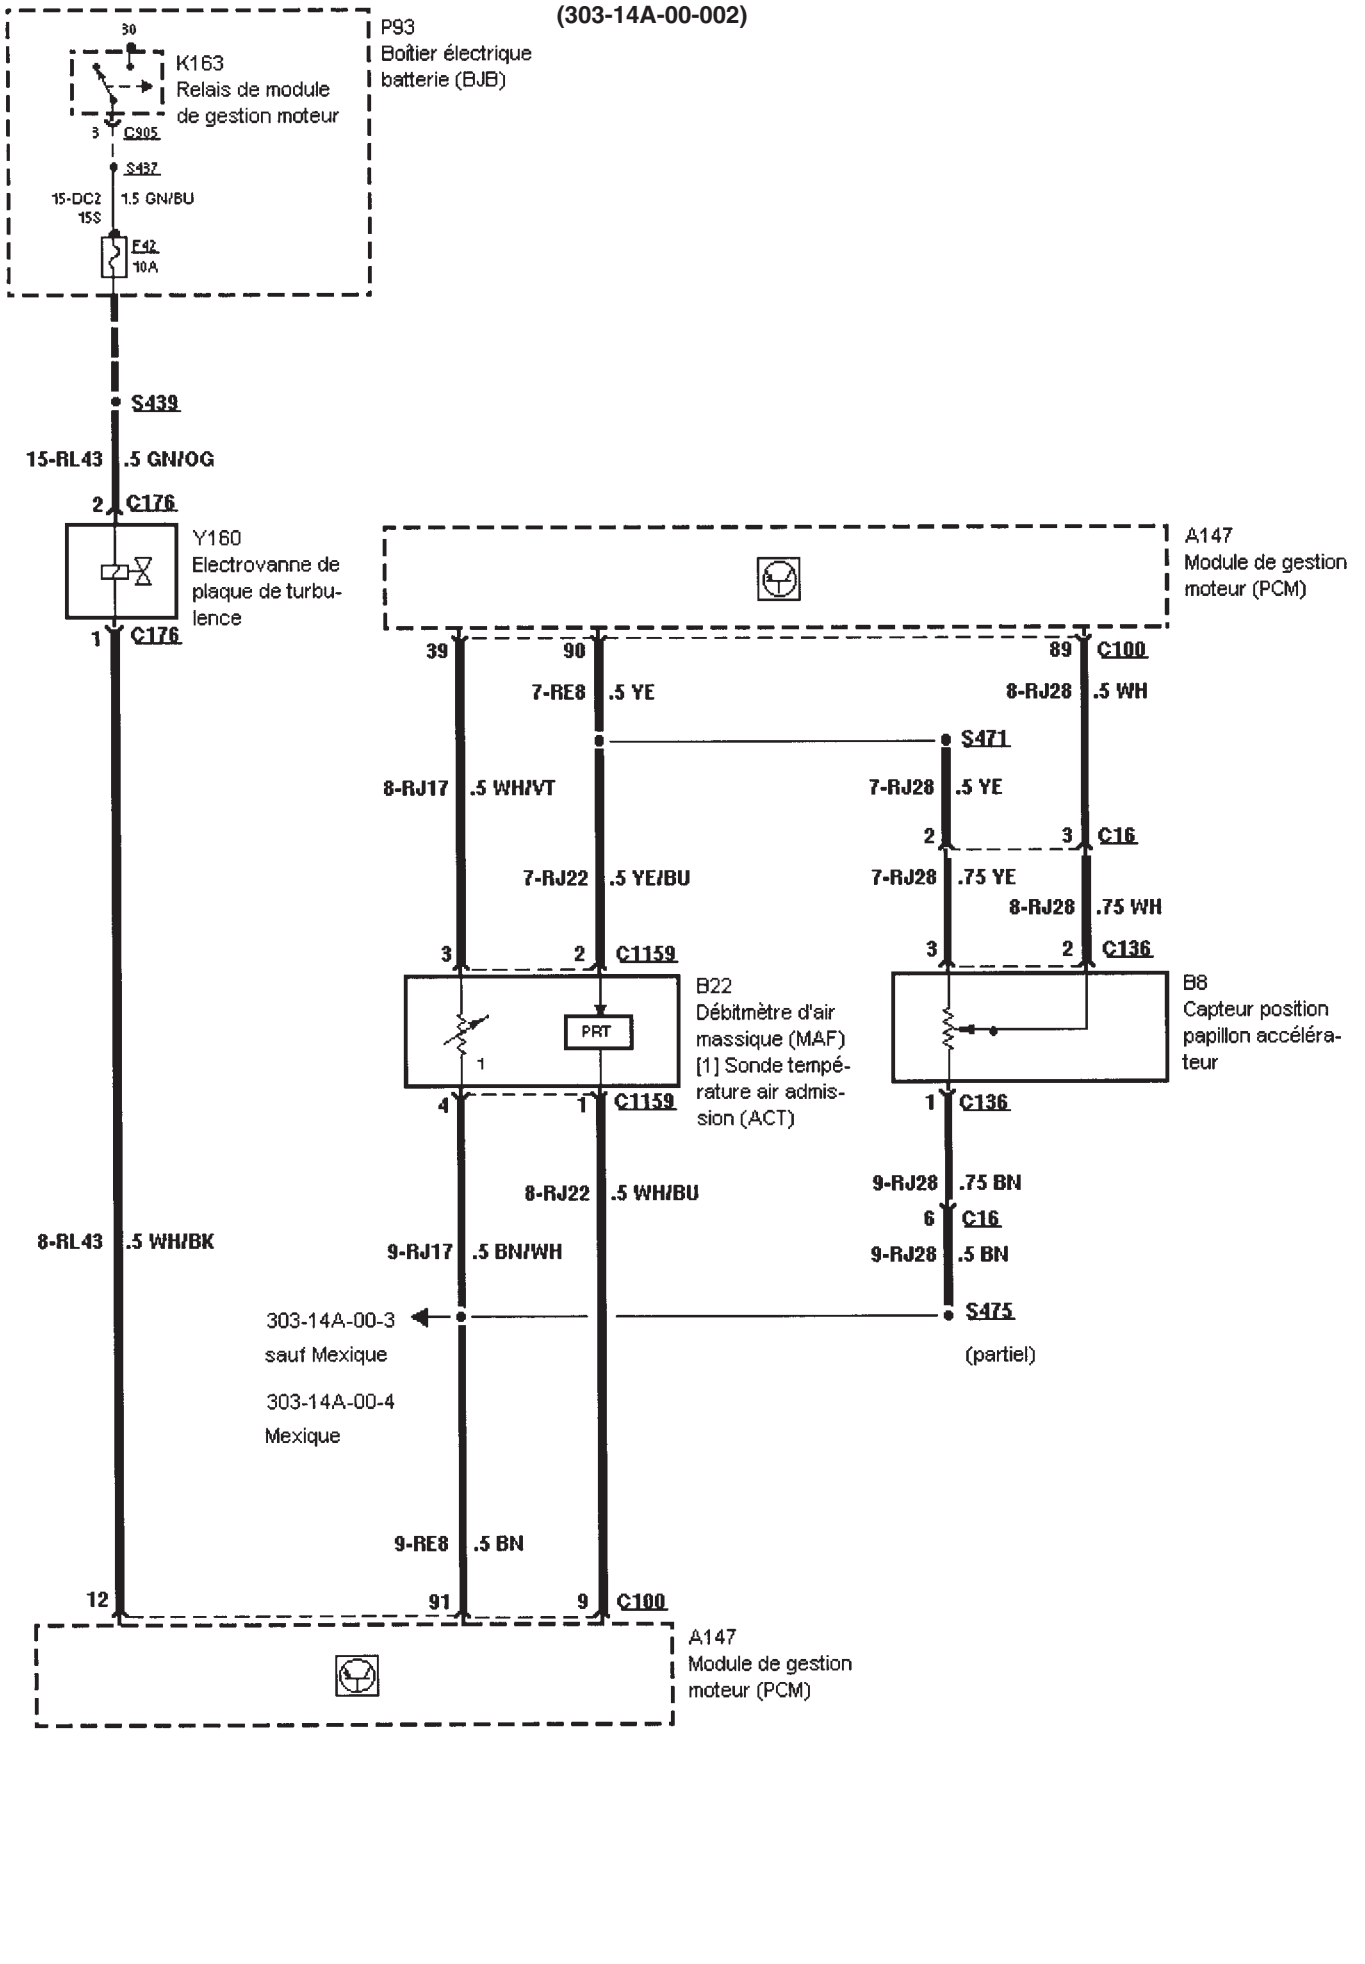 (303-14A-00-002)
P93
Boîtier électrique
batterie (BJB)
30
K163
Relais de module
de gestion moteur
3 C905
S437
15-DC2 1.5 GN/BU
15S
F42
10A
S439
15-RL43 .5 GN/OG
2 C176
Y160
Electrovanne de
plaque de turbu-
lence
1 C176
A147
Module de gestion
moteur (PCM)
39 90 89 C100
7-RE8 .5 YE 8-RJ28 .5 WH
S471
8-RJ17 .5 WH/VT 7-RJ28 .5 YE
2 3 C16
7-RJ22 .5 YE/BU 7-RJ28 .75 YE
8-RJ28 .75 WH
3 2 C1159 3 2 C136
B22
Débitmètre d'air
massique (MAF)
[1] Sonde tempé-
rature air admis-
sion (ACT)
1
PRT
B8
Capteur position
papillon accéléra-
teur
4 1 C1159 1 C136
8-RJ22 .5 WH/BU 9-RJ28 .75 BN
6 C16
8-RL43 .5 WH/BK 9-RJ17 .5 BN/WH 9-RJ28 .5 BN
303-14A-00-3
sauf Mexique
303-14A-00-4
Mexique
S475
(partiel)
9-RE8 .5 BN
12 91 9 C100
A147
Module de gestion
moteur (PCM)